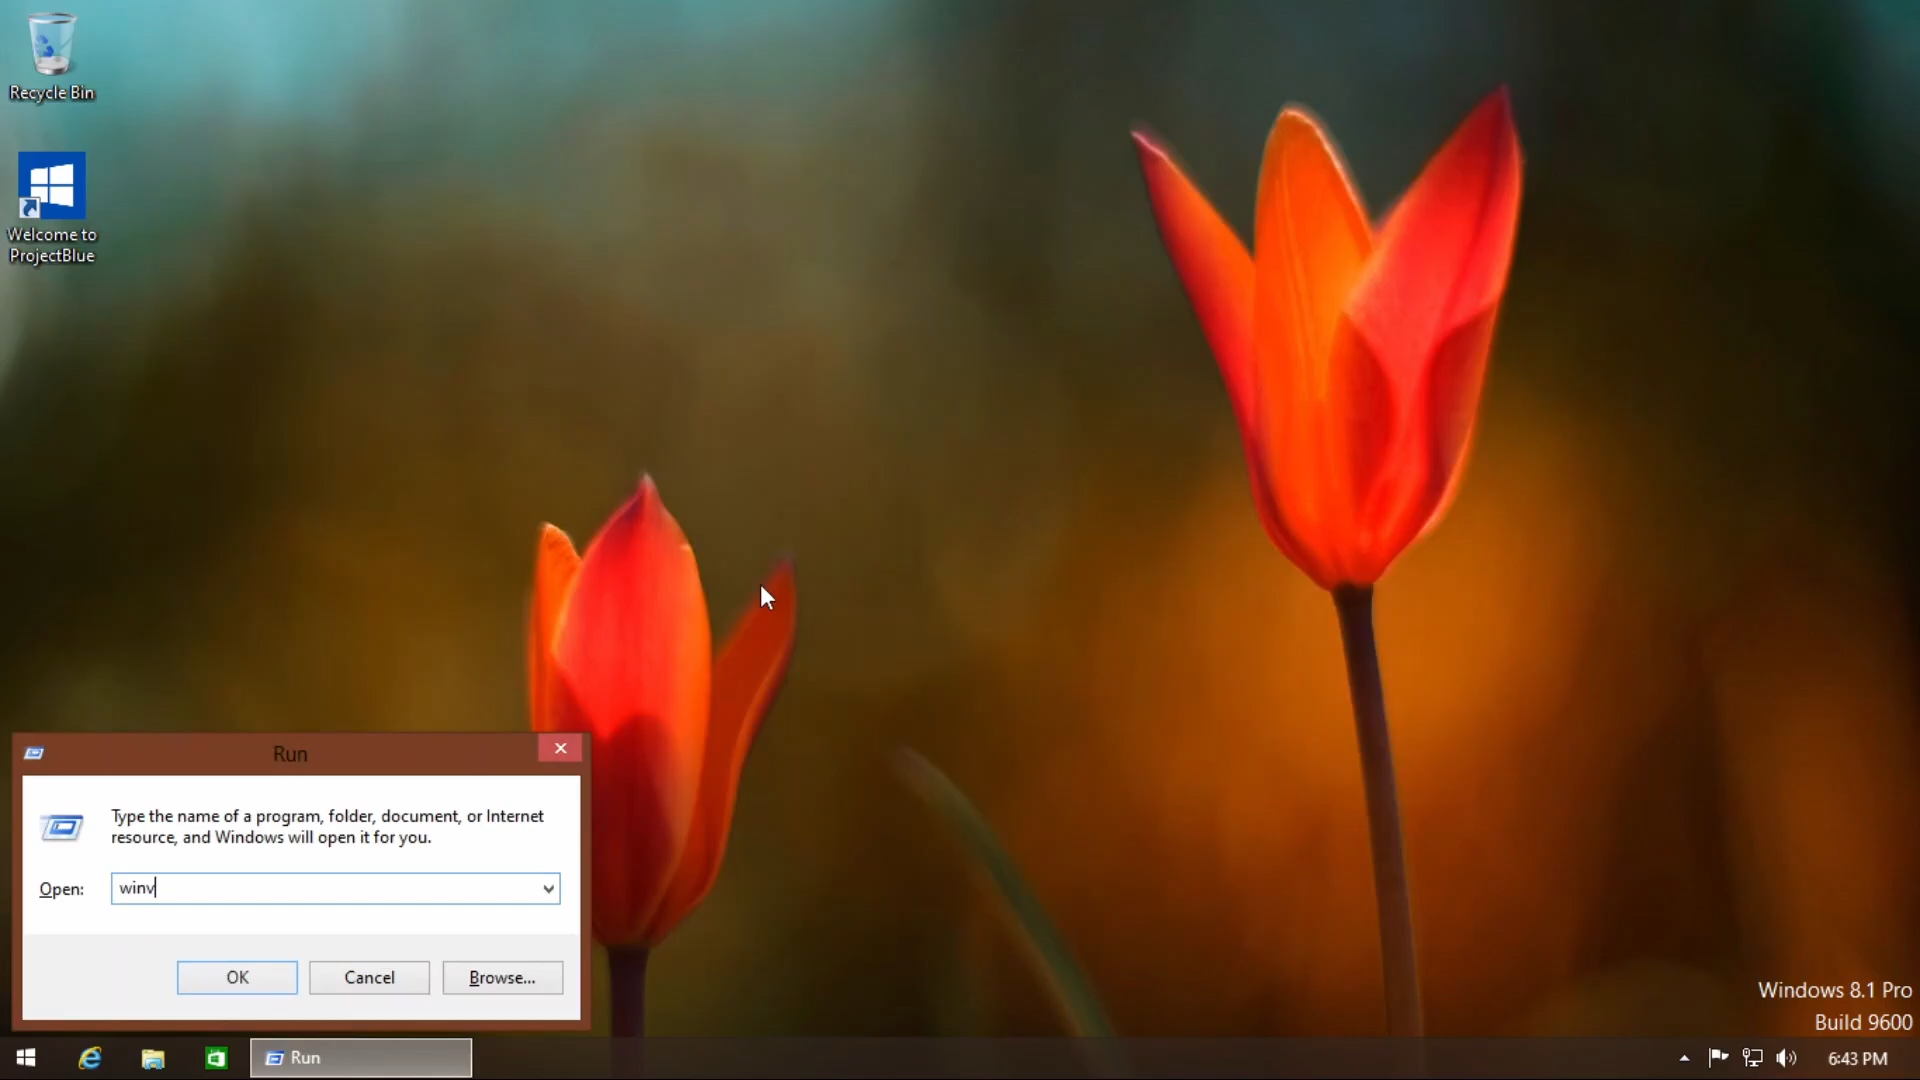 Recycle Bin
Welcome to
ProjectBlue
Run
Type the name of a program, folder, document, or Internet
resource, and Windows will open it for you.
Open:
winv
OK
Cancel
Browse...
Windows 8.1 Pro
Build 9600
Run
6:43 PM